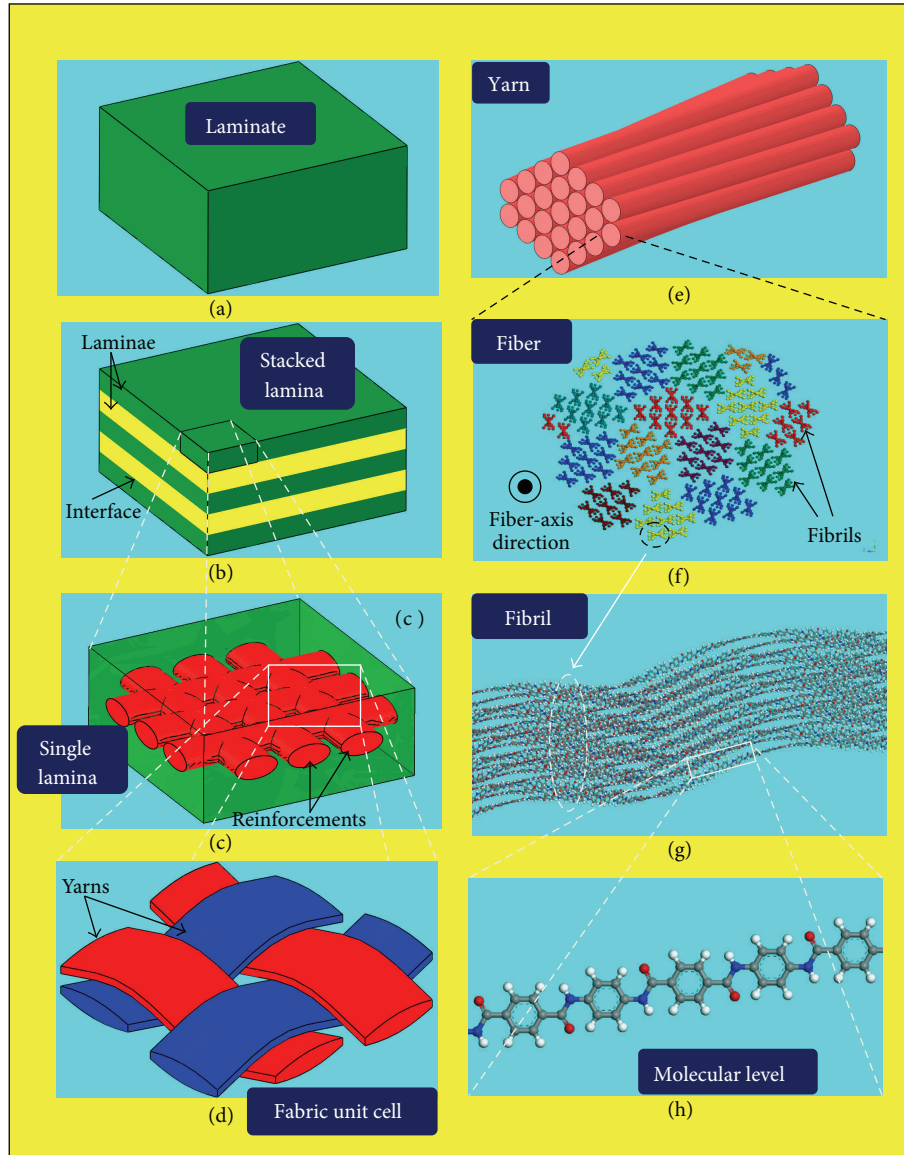 Laminate
(a)
Laminae
Stacked
lamina
Interface
(b)
(c )
Single
lamina
Reinforcements
(c)
Yarns
(d)
Fabric unit cell
Yarn
(e)
Fiber
Fiber-axis
direction
Fibrils
(f)
Fibril
(g)
Molecular level
(h)